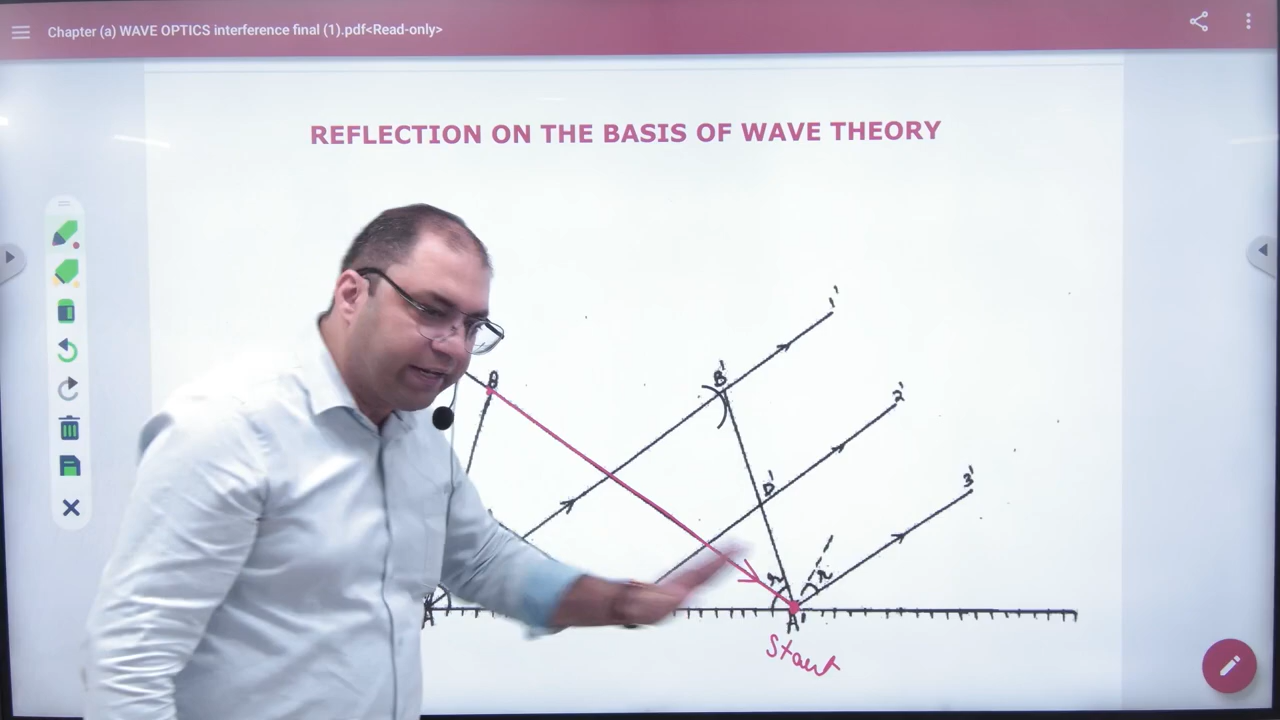 Chapter (a) WAVE OPTICS interference final (1).pdf<Read-only>
REFLECTION ON THE BASIS OF WAVE THEORY
1'
B
B'
2'
D'
3'
r
r
A
A'
Start